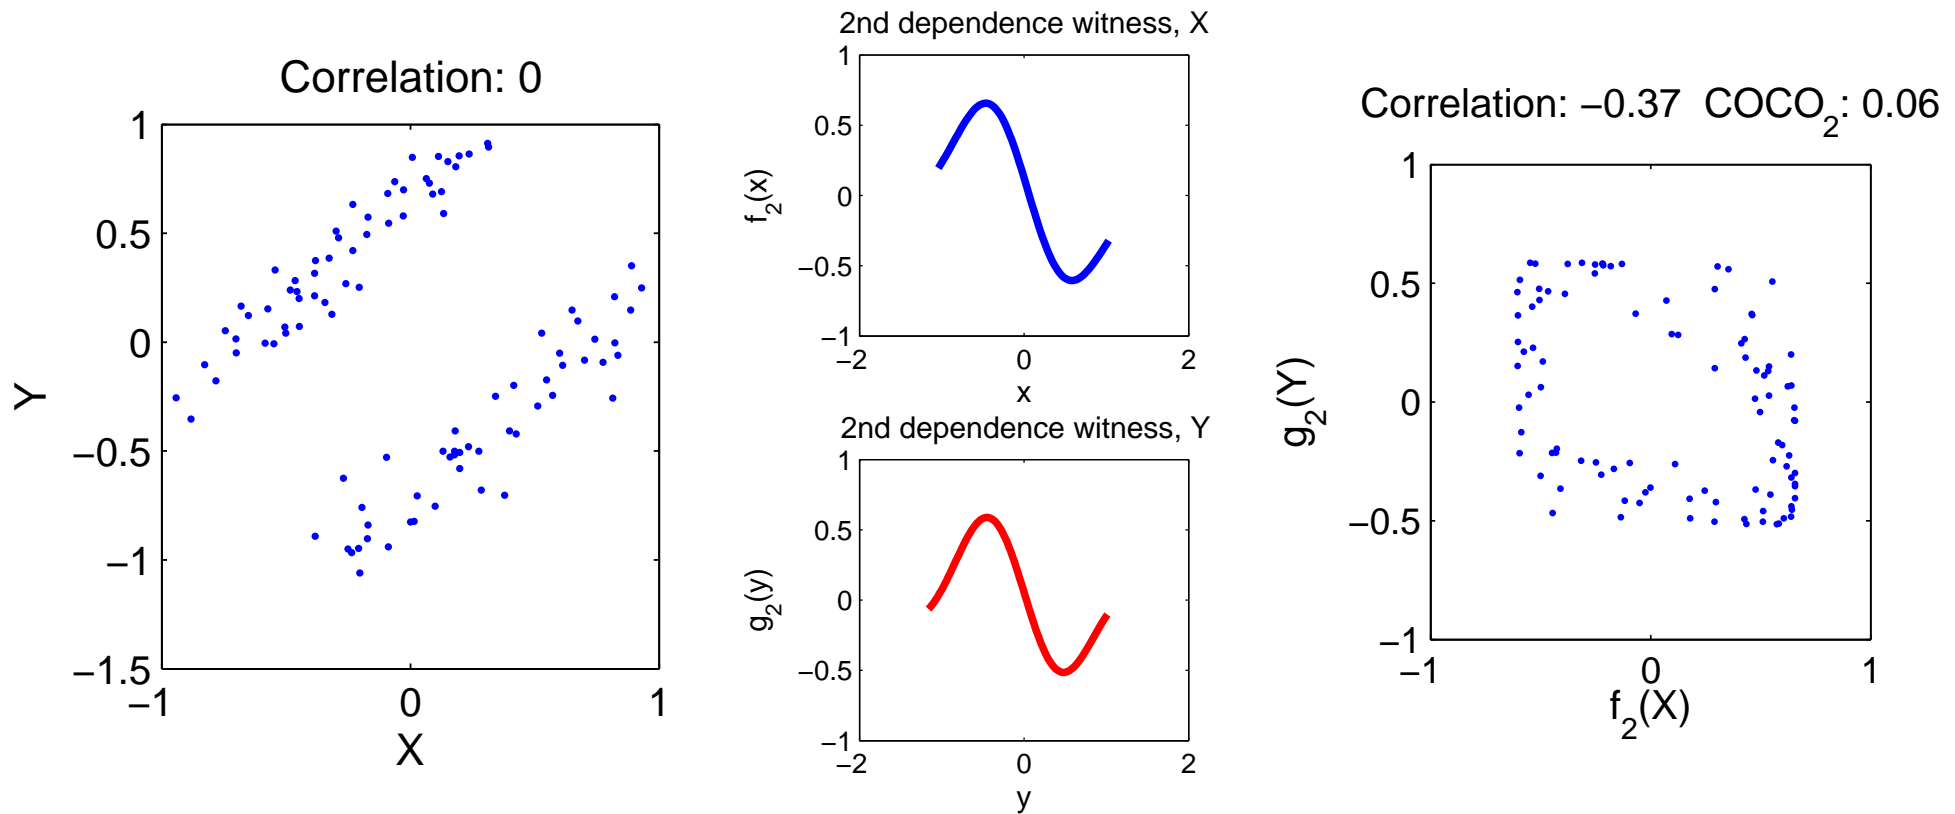 Correlation: 0
1
0.5
0
−0.5
−1
−1.5
−1
0
1
X
Y
2nd dependence witness, X
1
0.5
0
−0.5
−1
−2
0
2
x
f2(x)
2nd dependence witness, Y
1
0.5
0
−0.5
−1
−2
0
2
y
g2(y)
Correlation: −0.37 COCO2: 0.06
1
0.5
0
−0.5
−1
−1
0
1
f2(X)
g2(Y)